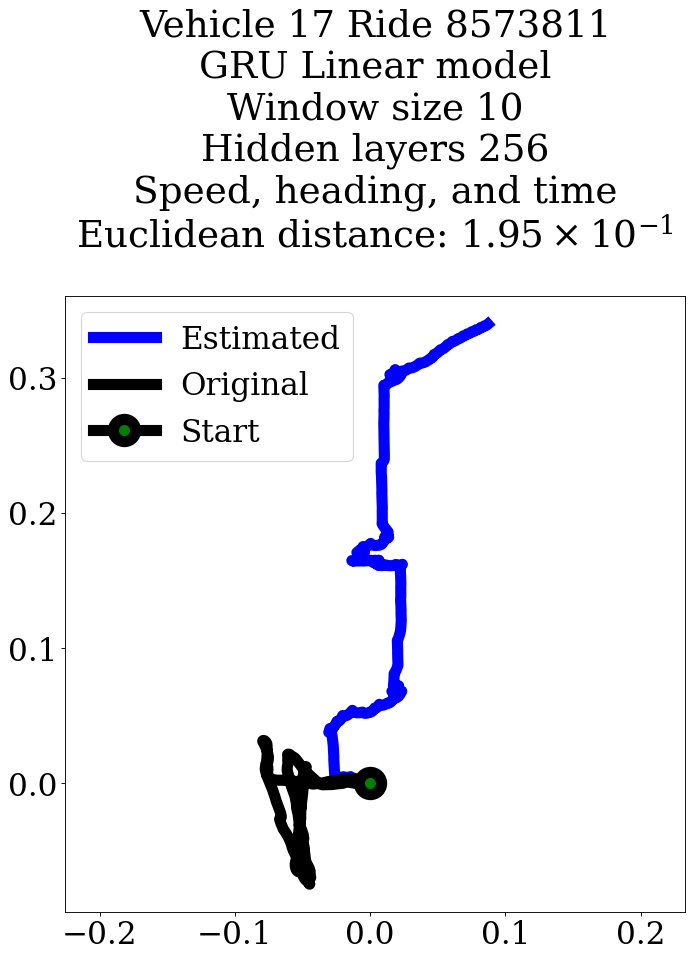 Vehicle 17 Ride 8573811
GRU Linear model
Window size 10
Hidden layers 256
Speed, heading, and time
Euclidean distance: 1.95 × 10⁻¹
Estimated
Original
Start
0.3
0.2
0.1
0.0
−0.2
−0.1
0.0
0.1
0.2